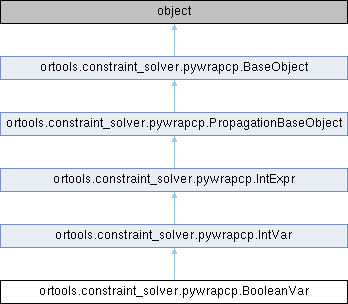 object
ortools.constraint_solver.pywrapcp.BaseObject
ortools.constraint_solver.pywrapcp.PropagationBaseObject
ortools.constraint_solver.pywrapcp.IntExpr
ortools.constraint_solver.pywrapcp.IntVar
ortools.constraint_solver.pywrapcp.BooleanVar